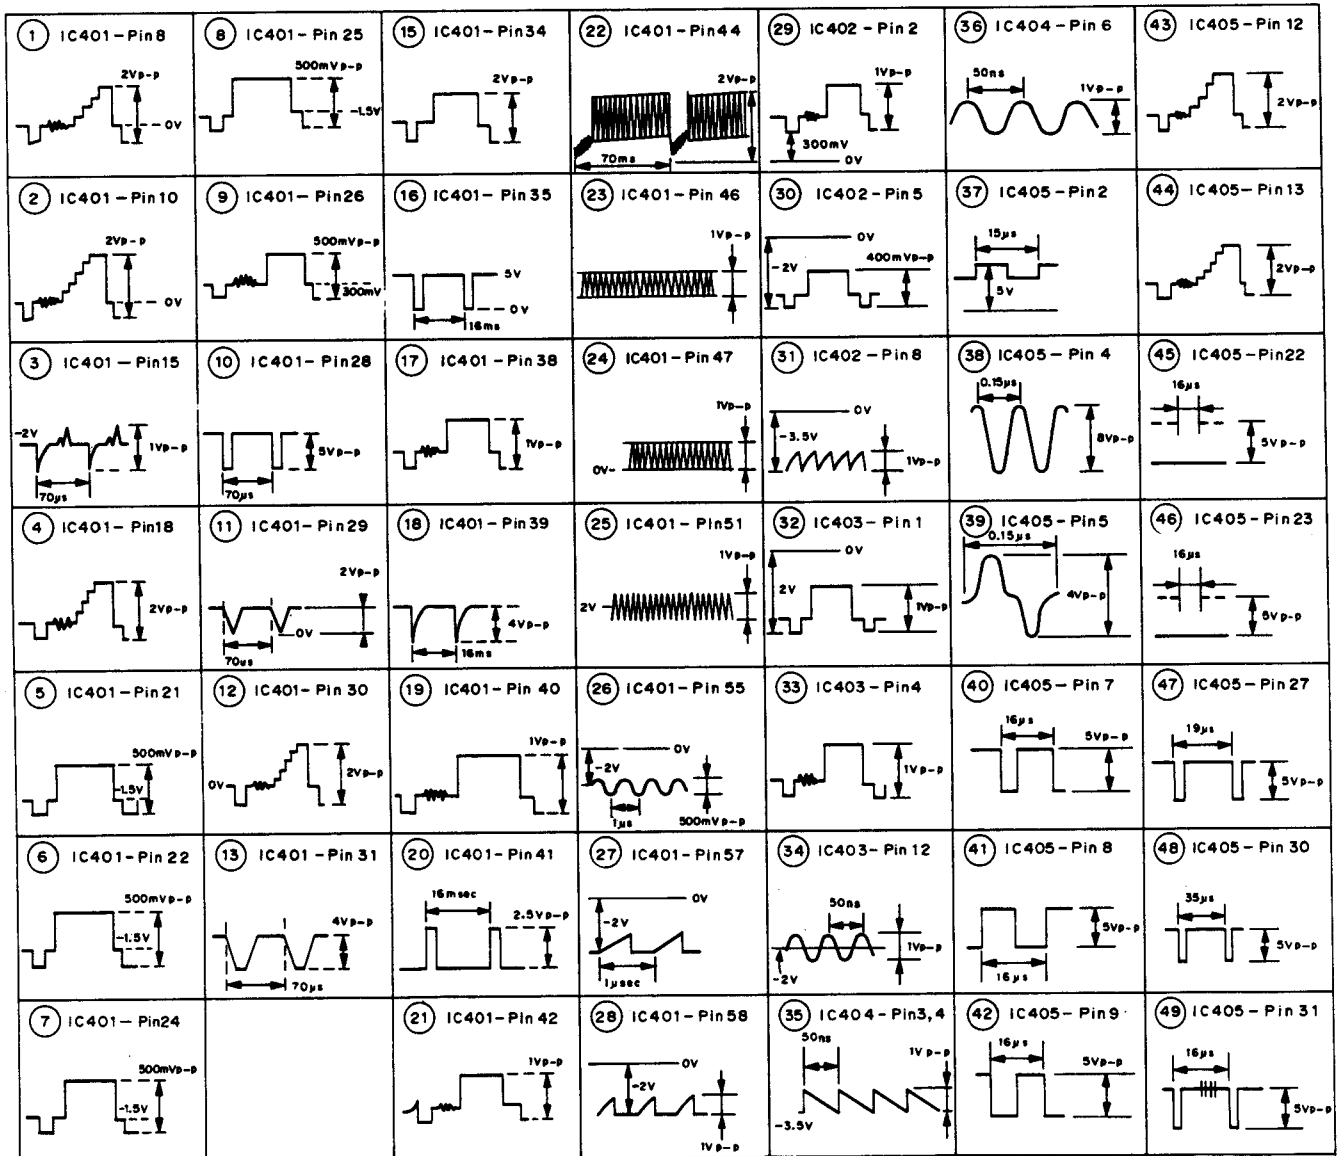 1 IC401-Pin8
2Vp-p
0V
8 IC401-Pin 25
500mVp-p
-1.5V
15 IC401-Pin34
2Vp-p
22 IC401-Pin44
2Vp-p
70ms
29 IC402-Pin 2
1Vp-p
300mV
0V
36 IC404-Pin 6
50ns
1Vp-p
43 IC405-Pin 12
2Vp-p
2 IC401-Pin10
2Vp-p
0V
9 IC401-Pin26
500mVp-p
300mV
16 IC401-Pin 35
5V
0V
16ms
23 IC401-Pin 46
1Vp-p
30 IC402-Pin5
0V
-2V
400mVp-p
37 IC405-Pin2
15µs
5V
44 IC405-Pin13
2Vp-p
3 IC401-Pin15
-2V
1Vp-p
70µs
10 IC401-Pin28
5Vp-p
70µs
17 IC401-Pin 38
1Vp-p
24 IC401-Pin 47
1Vp-p
0V
31 IC402-Pin 8
0V
-3.5V
1Vp-p
38 IC405-Pin 4
0.15µs
8Vp-p
45 IC405-Pin22
16µs
5Vp-p
4 IC401-Pin18
2Vp-p
11 IC401-Pin29
2Vp-p
0V
70us
18 IC401-Pin39
4Vp-p
16ms
25 IC401-Pin51
1Vp-p
2V
32 IC403-Pin 1
0V
2V
1Vp-p
39 IC405-Pin5
0.15µs
4Vp-p
46 IC405-Pin 23
16µs
5Vp-p
5 IC401-Pin21
500mVp-p
-1.5V
12 IC401-Pin 30
0V
2Vp-p
19 IC401-Pin 40
1Vp-p
26 IC401-Pin 55
0V
-2V
1µs
500mVp-p
33 IC403-Pin4
1Vp-p
40 IC405-Pin 7
16µs
5Vp-p
47 IC405-Pin 27
19µs
5Vp-p
6 IC401-Pin 22
500mVp-p
-1.5V
13 IC401-Pin 31
4Vp-p
70µs
20 IC401-Pin41
16msec
2.5Vp-p
27 IC401-Pin57
0V
-2V
1µsec
34 IC403-Pin 12
50ns
1Vp-p
-2V
41 IC405-Pin 8
5Vp-p
16µs
48 IC405-Pin 30
35µs
5Vp-p
7 IC401-Pin24
500mVp-p
-1.5V
21 IC401-Pin 42
1Vp-p
28 IC401-Pin58
0V
-2V
1Vp-p
35 IC404-Pin3,4
50ns
1Vp-p
-3.5V
42 IC405-Pin9
16µs
5Vp-p
49 IC405-Pin 31
16µs
5Vp-p